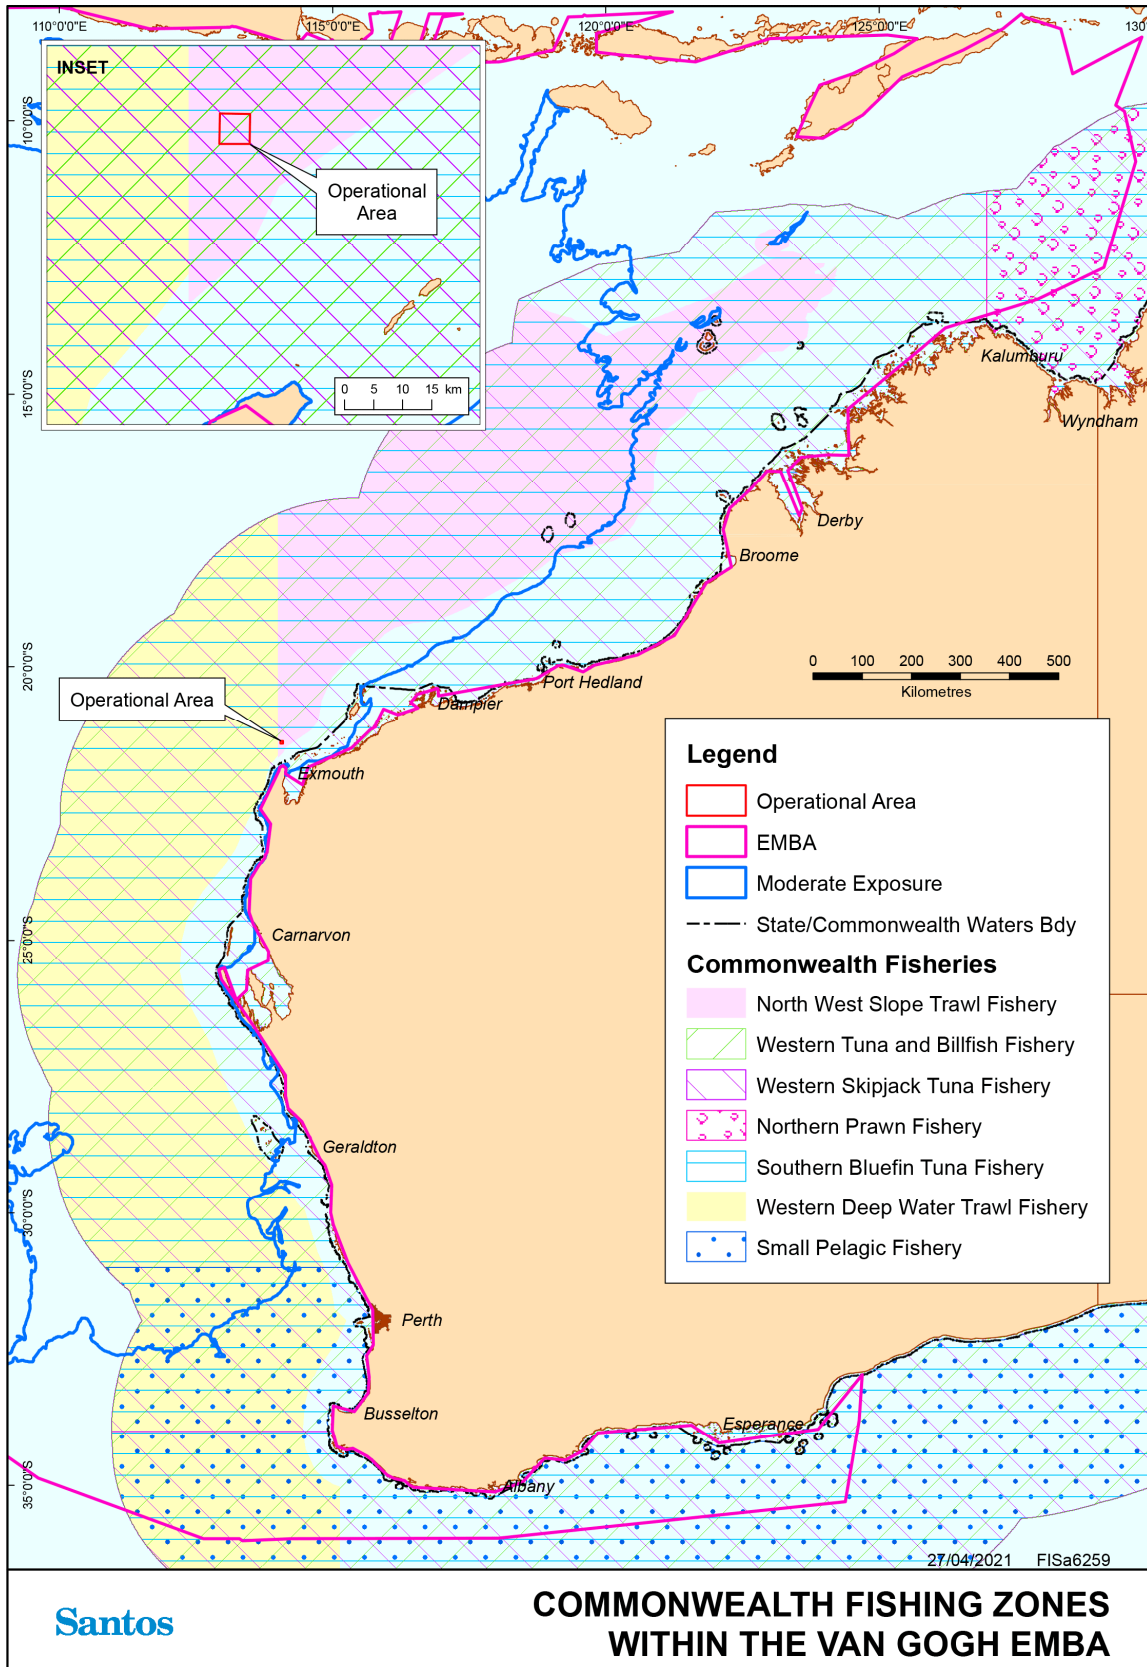 110°0'0"E 115°0'0"E 120°0'0"E 125°0'0"E 130
INSET
10°0'0"S
Operational
Area
0 5 10 15 km
15°0'0"S
Kalumburu
Wyndham
Derby
Broome
20°0'0"S
0 100 200 300 400 500
Kilometres
Port Hedland
Operational Area
Dampier
Exmouth
Legend
Operational Area
EMBA
Moderate Exposure
State/Commonwealth Waters Bdy
Commonwealth Fisheries
North West Slope Trawl Fishery
Western Tuna and Billfish Fishery
Western Skipjack Tuna Fishery
Northern Prawn Fishery
Southern Bluefin Tuna Fishery
Western Deep Water Trawl Fishery
Small Pelagic Fishery
25°0'0"S
Carnarvon
Geraldton
30°0'0"S
Perth
Busselton
Esperance
35°0'0"S
Albany
27/04/2021 FISa6259
Santos
COMMONWEALTH FISHING ZONES
WITHIN THE VAN GOGH EMBA